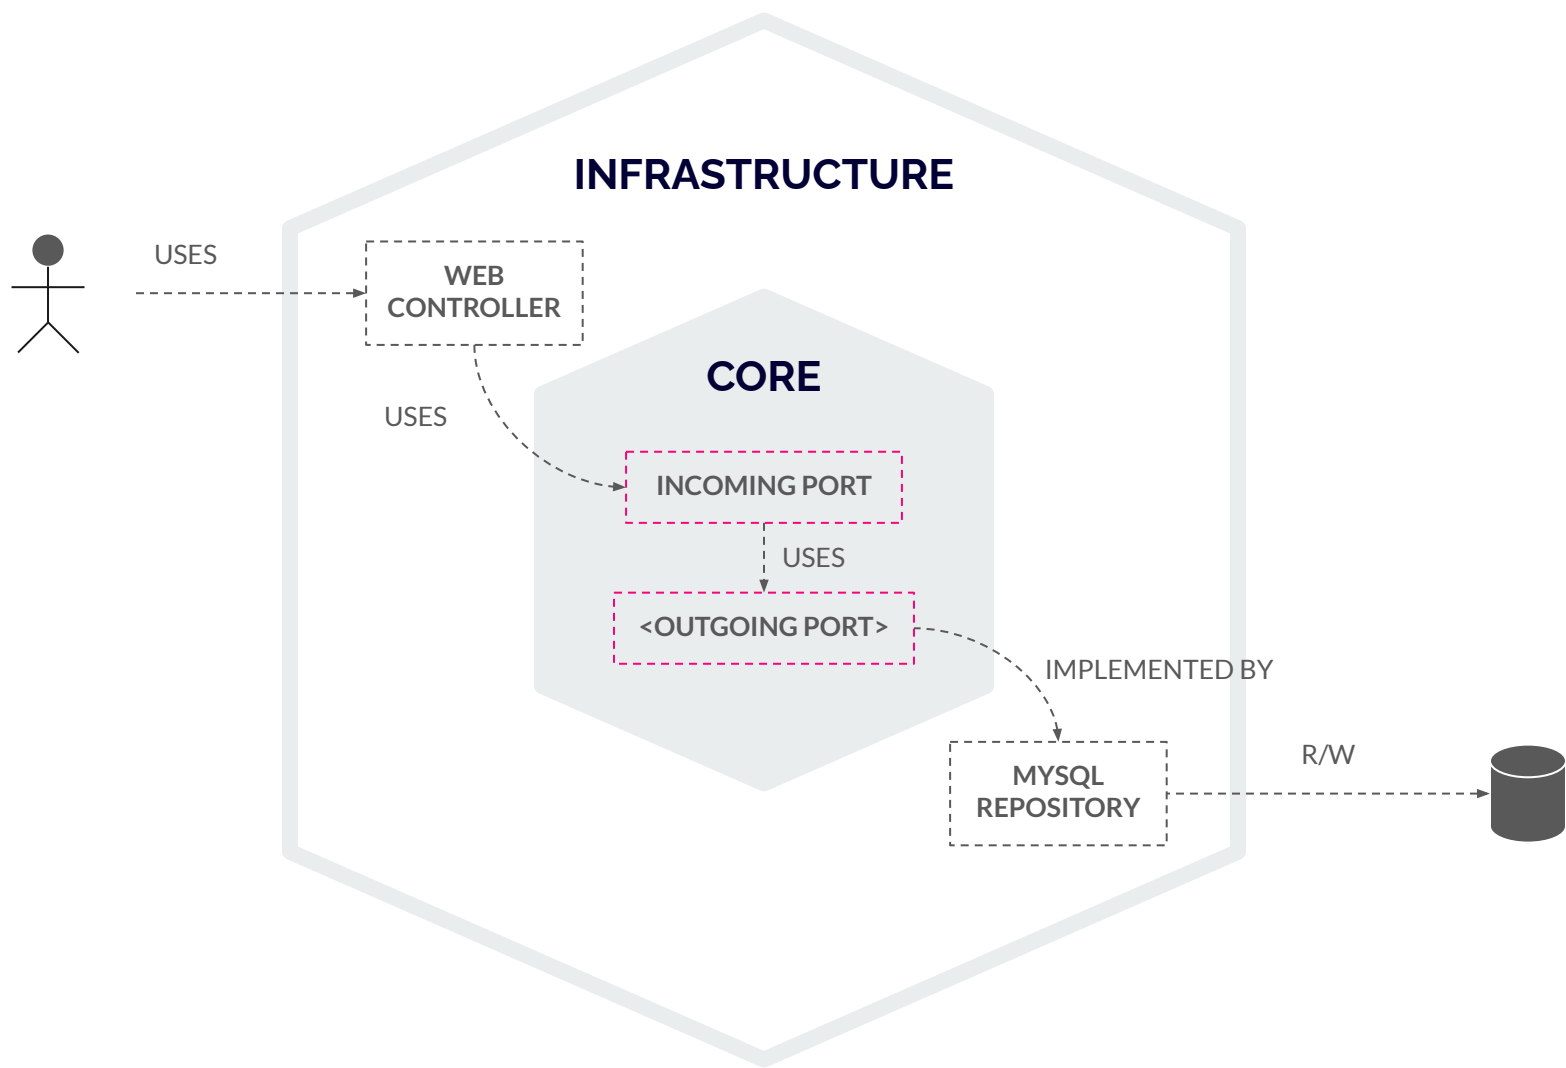 INFRASTRUCTURE
USES
WEB
CONTROLLER
CORE
USES
INCOMING PORT
USES
<OUTGOING PORT>
IMPLEMENTED BY
R/W
MYSQL
REPOSITORY